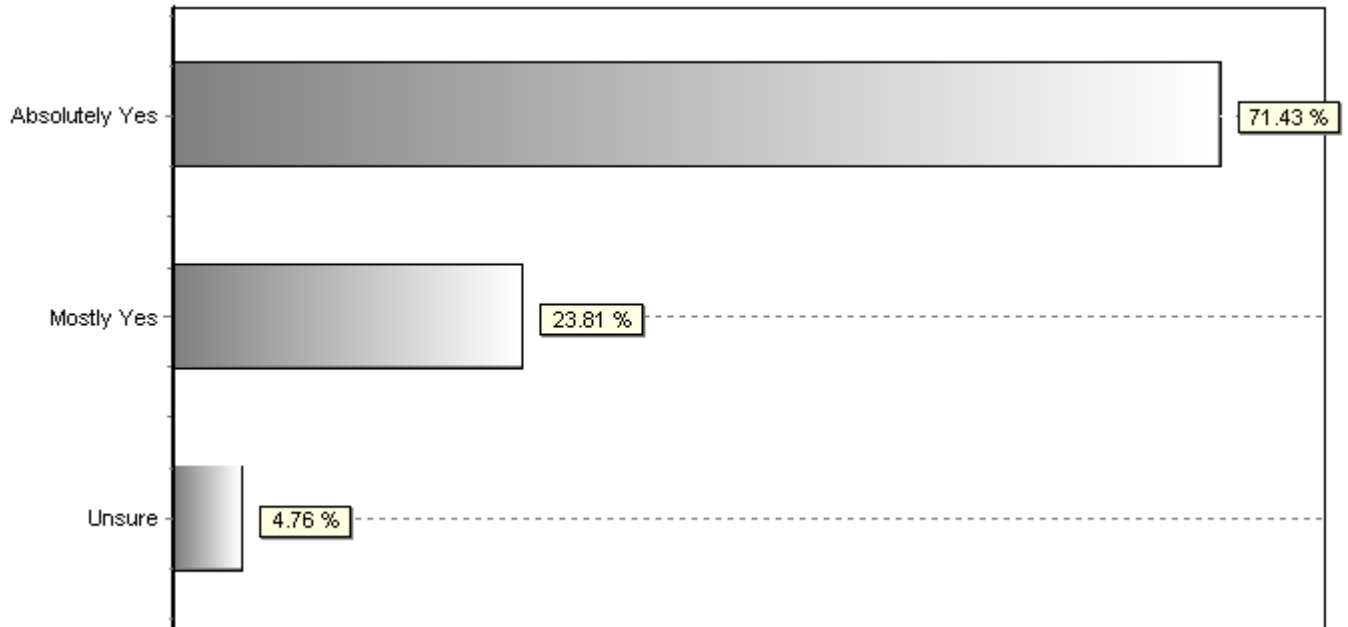 Absolutely Yes 71.43 %
Mostly Yes 23.81 %
Unsure 4.76 %